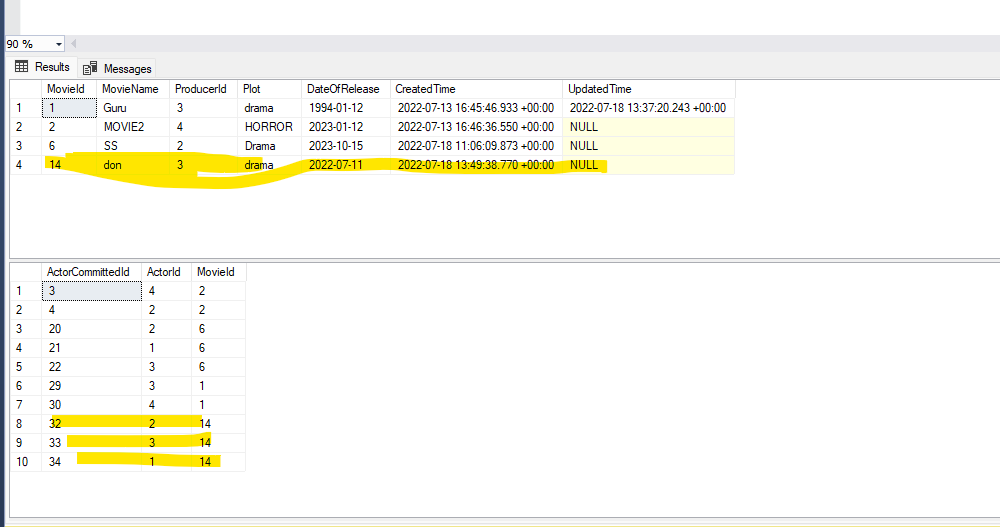 90 %
Results Messages
MovieId MovieName ProducerId Plot DateOfRelease CreatedTime UpdatedTime
1 1 Guru 3 drama 1994-01-12 2022-07-13 16:45:46.933 +00:00 2022-07-18 13:37:20.243 +00:00
2 2 MOVIE2 4 HORROR 2023-01-12 2022-07-13 16:46:36.550 +00:00 NULL
3 6 SS 2 Drama 2023-10-15 2022-07-18 11:06:09.873 +00:00 NULL
4 14 don 3 drama 2022-07-11 2022-07-18 13:49:38.770 +00:00 NULL
ActorCommittedId ActorId MovieId
1 3 4 2
2 4 2 2
3 20 2 6
4 21 1 6
5 22 3 6
6 29 3 1
7 30 4 1
8 32 2 14
9 33 3 14
10 34 1 14